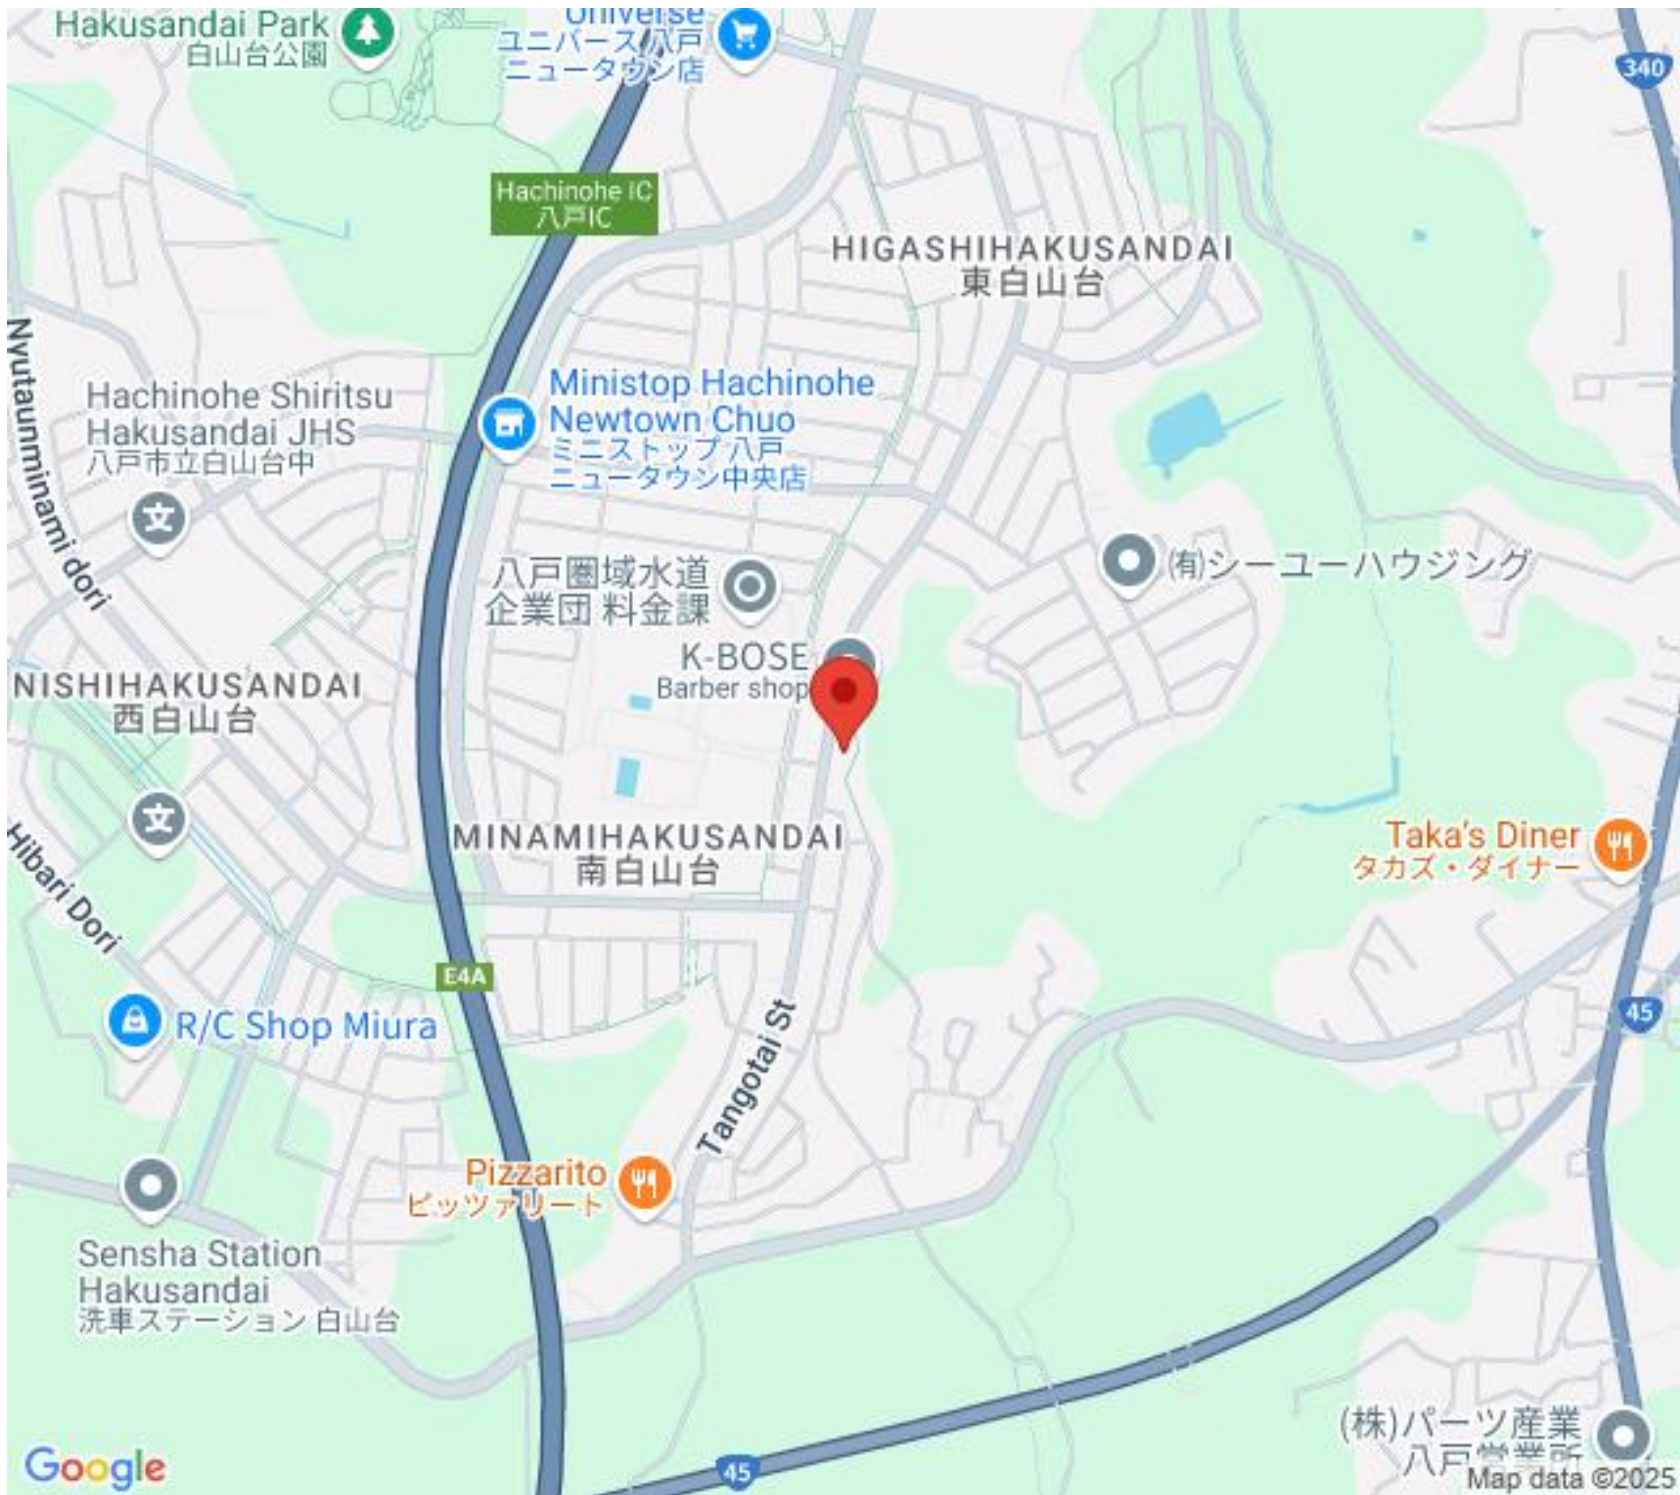 Hakusandai Park
白山台公園
Universe
ユニバース 八戸
ニュータウン店
340
Hachinohe IC
八戸IC
HIGASHIHAKUSANDAI
東白山台
Nyutaunminami dori
Hachinohe Shiritsu
Hakusandai JHS
八戸市立白山台中
文
Ministop Hachinohe
Newtown Chuo
ミニストップ 八戸
ニュータウン中央店
八戸圏域水道
企業団 料金課
(有)シーユーハウジング
K-BOSE
Barber shop
NISHIHAKUSANDAI
西白山台
文
MINAMIHAKUSANDAI
南白山台
Taka's Diner
タカズ・ダイナー
Hibari Dori
E4A
R/C Shop Miura
45
Tangotai St
Pizzarito
ピッツァリート
Sensha Station
Hakusandai
洗車ステーション 白山台
(株)パーツ産業
八戸営業所
45
Google
Map data ©2025